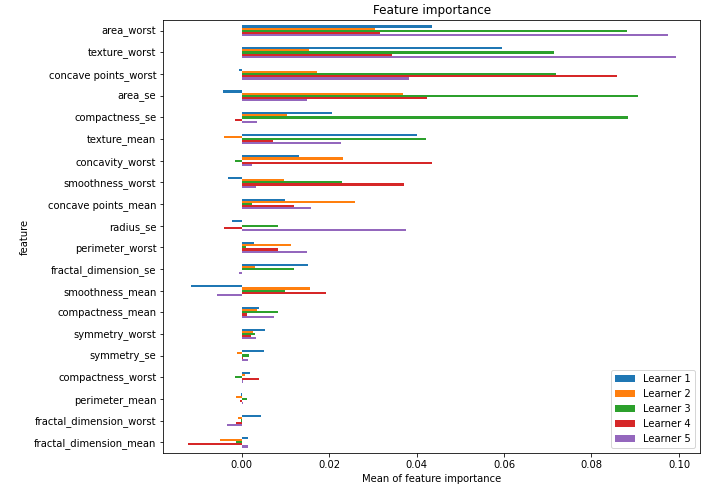 Feature importance
area_worst
texture_worst
concave points_worst
area_se
compactness_se
texture_mean
concavity_worst
smoothness_worst
concave points_mean
radius_se
perimeter_worst
fractal_dimension_se
smoothness_mean
compactness_mean
symmetry_worst
symmetry_se
compactness_worst
perimeter_mean
fractal_dimension_worst
fractal_dimension_mean
feature
Learner 1
Learner 2
Learner 3
Learner 4
Learner 5
0.00 0.02 0.04 0.06 0.08 0.10
Mean of feature importance